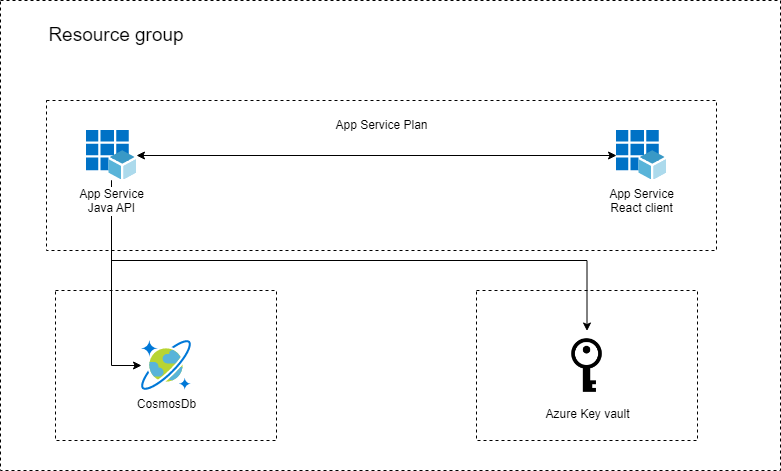 Resource group
App Service Plan
App Service
Java API
App Service
React client
CosmosDb
Azure Key vault